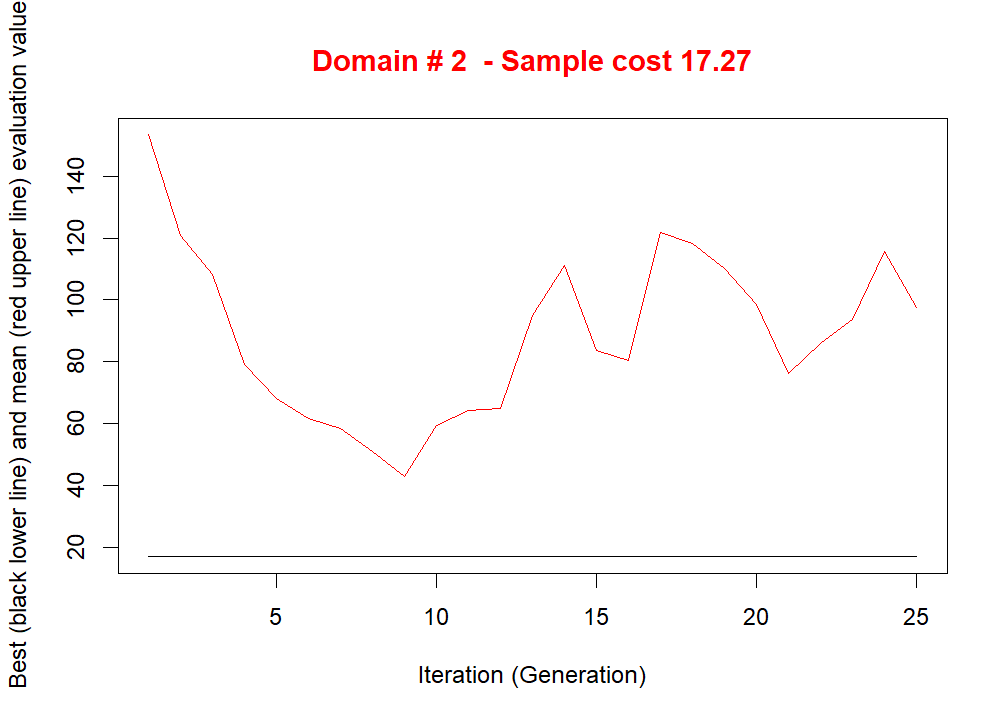 Domain # 2  - Sample cost 17.27
Best (black lower line) and mean (red upper line) evaluation value
140
120
100
80
60
40
20
5 10 15 20 25
Iteration (Generation)